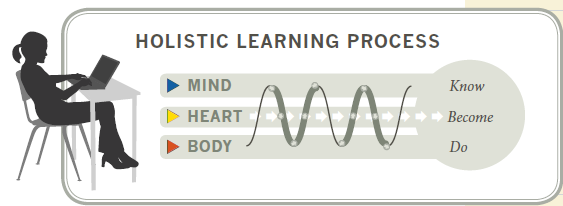 HOLISTIC LEARNING PROCESS
MIND Know
HEART Become
BODY Do